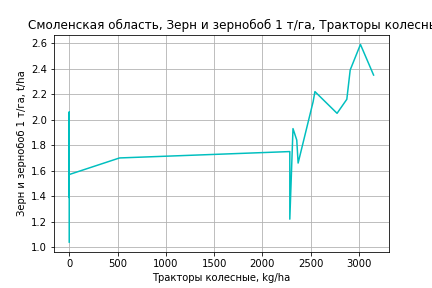 Смоленская область, Зерн и зернобоб 1 т/га, Тракторы колесны
Зерн и зернобоб 1 т/га, t/ha
2.6
2.4
2.2
2.0
1.8
1.6
1.4
1.2
1.0
0 500 1000 1500 2000 2500 3000
Тракторы колесные, kg/ha